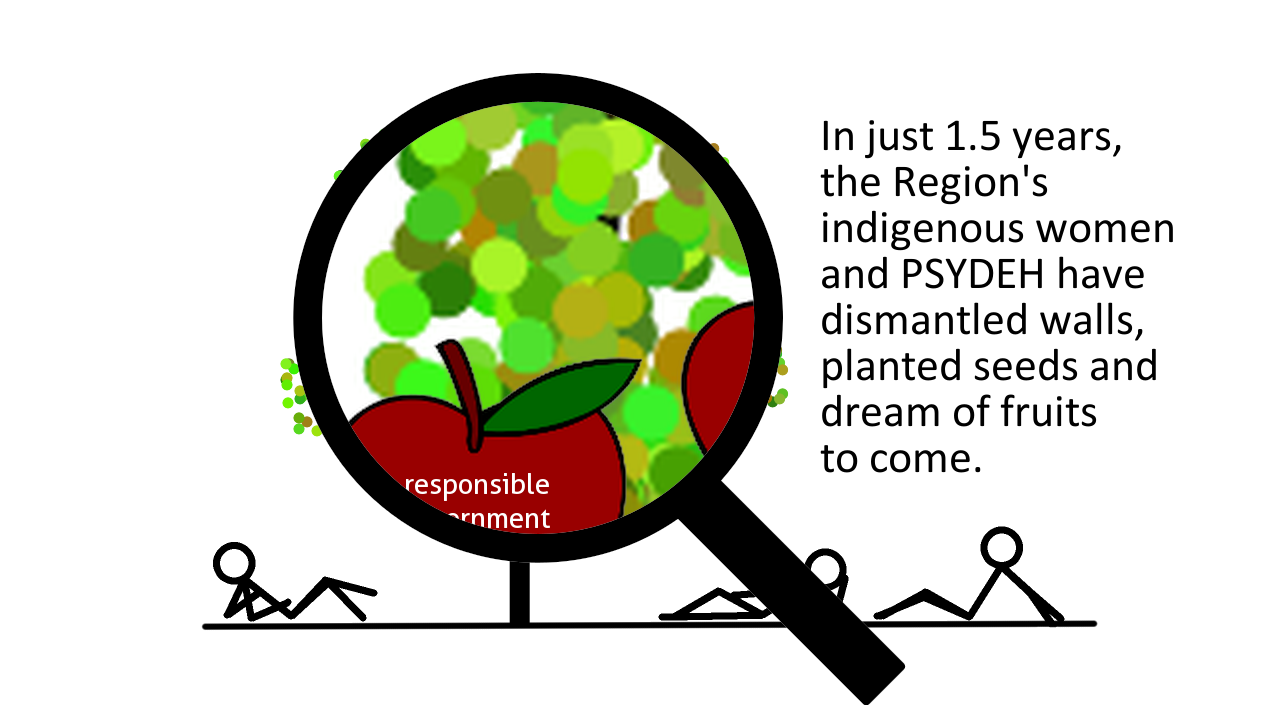 In just 1.5 years,
the Region's
indigenous women
and PSYDEH have
dismantled walls,
planted seeds and
dream of fruits
to come.
responsible
ernment